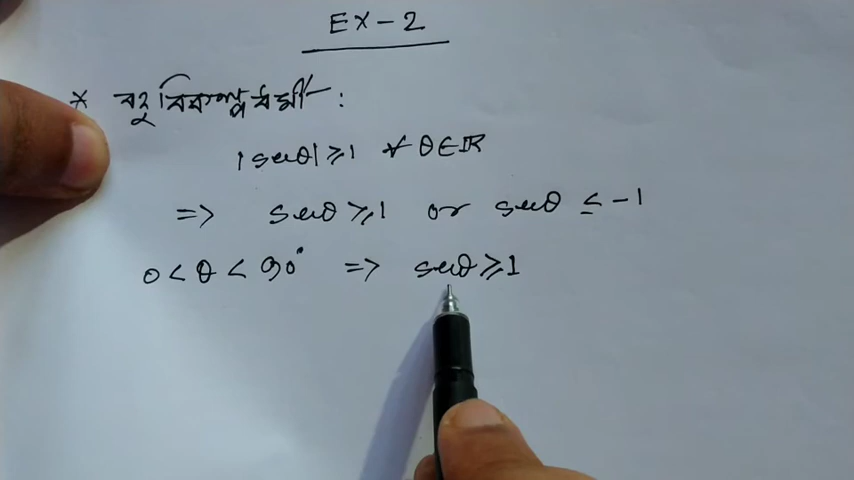 Ex-2
* বহু বিকল্পধর্মী :
|secθ| ⩾ 1 ∀ θ ∈ ℝ
=> secθ ⩾ 1 or secθ ≤ -1
0 < θ < 90° => secθ ⩾ 1